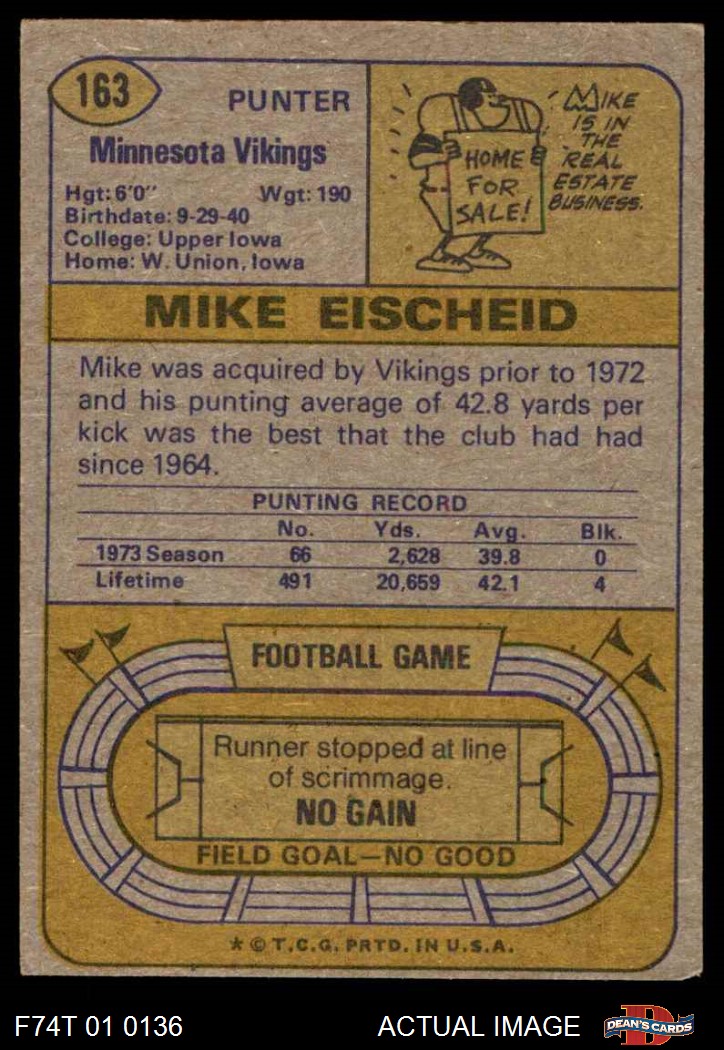 163
PUNTER
Minnesota Vikings
Hgt: 6'0" Wgt: 190
Birthdate: 9-29-40
College: Upper Iowa
Home: W. Union, Iowa
HOME
FOR
SALE!
MIKE
IS IN
THE
REAL
ESTATE
BUSINESS.
MIKE EISCHEID
Mike was acquired by Vikings prior to 1972
and his punting average of 42.8 yards per
kick was the best that the club had had
since 1964.
PUNTING RECORD
No. Yds. Avg. Blk.
1973 Season 66 2,628 39.8 0
Lifetime 491 20,659 42.1 4
FOOTBALL GAME
Runner stopped at line
of scrimmage.
NO GAIN
FIELD GOAL—NO GOOD
* © T.C.G. PRTD. IN U.S.A.
F74T 01 0136 ACTUAL IMAGE D DEAN'S CARDS